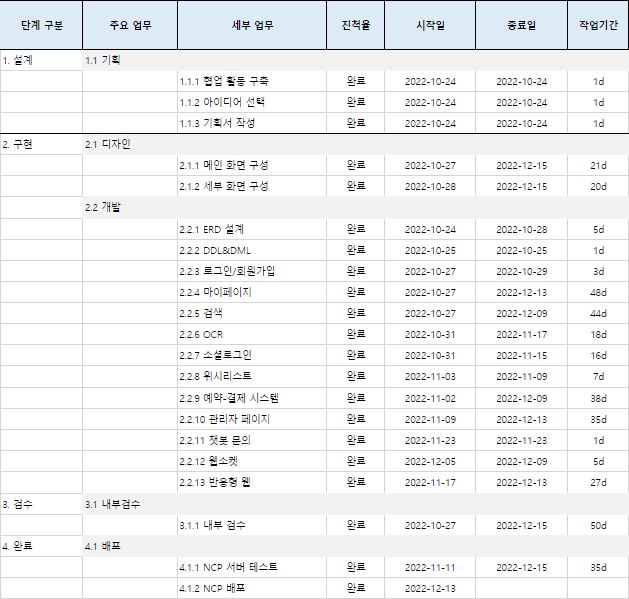 단계 구분 주요 업무 세부 업무 진척율 시작일 종료일 작업기간
1. 설계 1.1 기획
1.1.1 협업 활동 구축 완료 2022-10-24 2022-10-24 1d
1.1.2 아이디어 선택 완료 2022-10-24 2022-10-24 1d
1.1.3 기획서 작성 완료 2022-10-24 2022-10-24 1d
2. 구현 2.1 디자인
2.1.1 메인 화면 구성 완료 2022-10-27 2022-12-15 21d
2.1.2 세부 화면 구성 완료 2022-10-28 2022-12-15 20d
2.2 개발
2.2.1 ERD 설계 완료 2022-10-24 2022-10-28 5d
2.2.2 DDL&DML 완료 2022-10-25 2022-10-25 1d
2.2.3 로그인/회원가입 완료 2022-10-27 2022-10-29 3d
2.2.4 마이페이지 완료 2022-10-27 2022-12-13 48d
2.2.5 검색 완료 2022-10-27 2022-12-09 44d
2.2.6 OCR 완료 2022-10-31 2022-11-17 18d
2.2.7 소셜로그인 완료 2022-10-31 2022-11-15 16d
2.2.8 위시리스트 완료 2022-11-03 2022-11-09 7d
2.2.9 예약-결제 시스템 완료 2022-11-02 2022-12-09 38d
2.2.10 관리자 페이지 완료 2022-11-09 2022-12-13 35d
2.2.11 챗봇 문의 완료 2022-11-23 2022-11-23 1d
2.2.12 웹소켓 완료 2022-12-05 2022-12-09 5d
2.2.13 반응형 웹 완료 2022-11-17 2022-12-13 27d
3. 검수 3.1 내부검수
3.1.1 내부 검수 완료 2022-10-27 2022-12-15 50d
4. 완료 4.1 배포
4.1.1 NCP 서버 테스트 완료 2022-11-11 2022-12-15 35d
4.1.2 NCP 배포 완료 2022-12-13